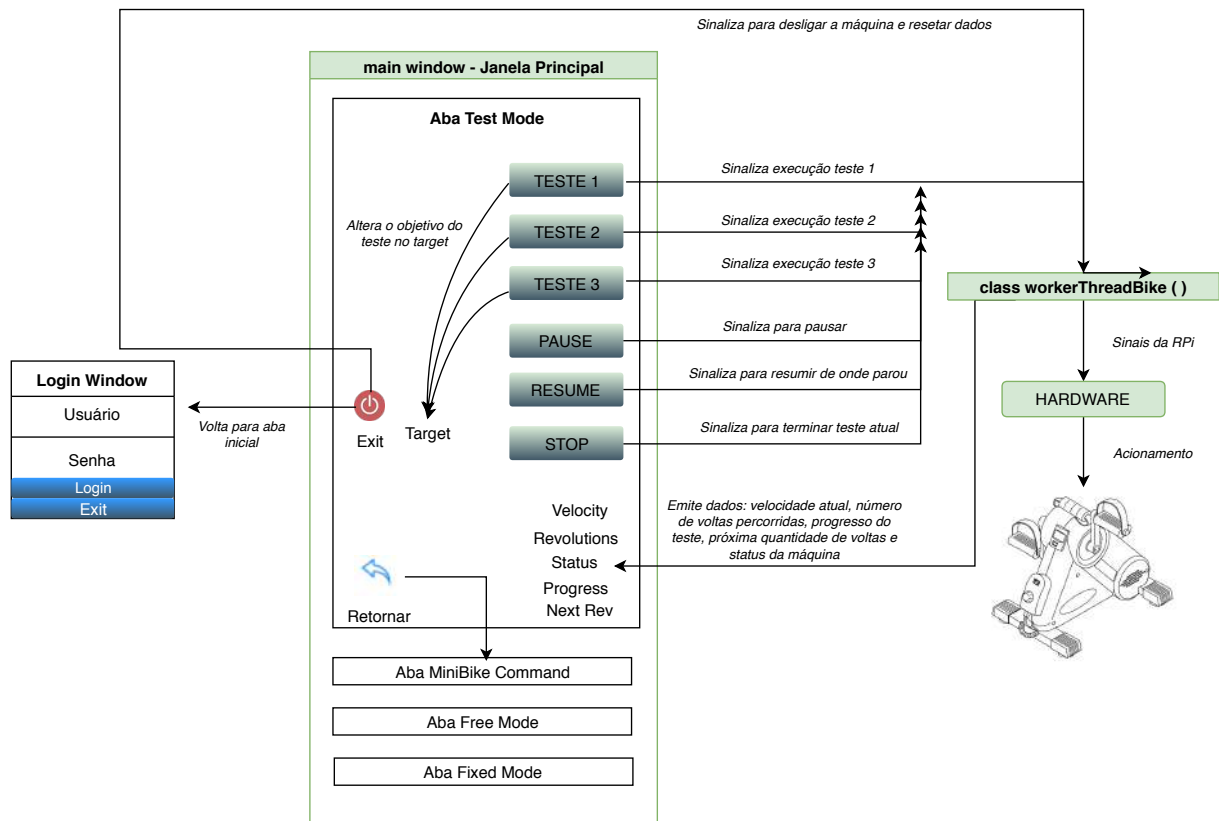 Sinaliza para desligar a máquina e resetar dados
main window - Janela Principal
Aba Test Mode
TESTE 1
Sinaliza execução teste 1
Altera o objetivo do
teste no target
TESTE 2
Sinaliza execução teste 2
TESTE 3
Sinaliza execução teste 3
class workerThreadBike ( )
PAUSE
Sinaliza para pausar
Sinais da RPi
Login Window
Usuário
Senha
Login
Exit
Volta para aba
inicial
Exit
Target
RESUME
Sinaliza para resumir de onde parou
HARDWARE
STOP
Sinaliza para terminar teste atual
Acionamento
Velocity
Revolutions
Status
Progress
Next Rev
Emite dados: velocidade atual, número
de voltas percorridas, progresso do
teste, próxima quantidade de voltas e
status da máquina
Retornar
Aba MiniBike Command
Aba Free Mode
Aba Fixed Mode